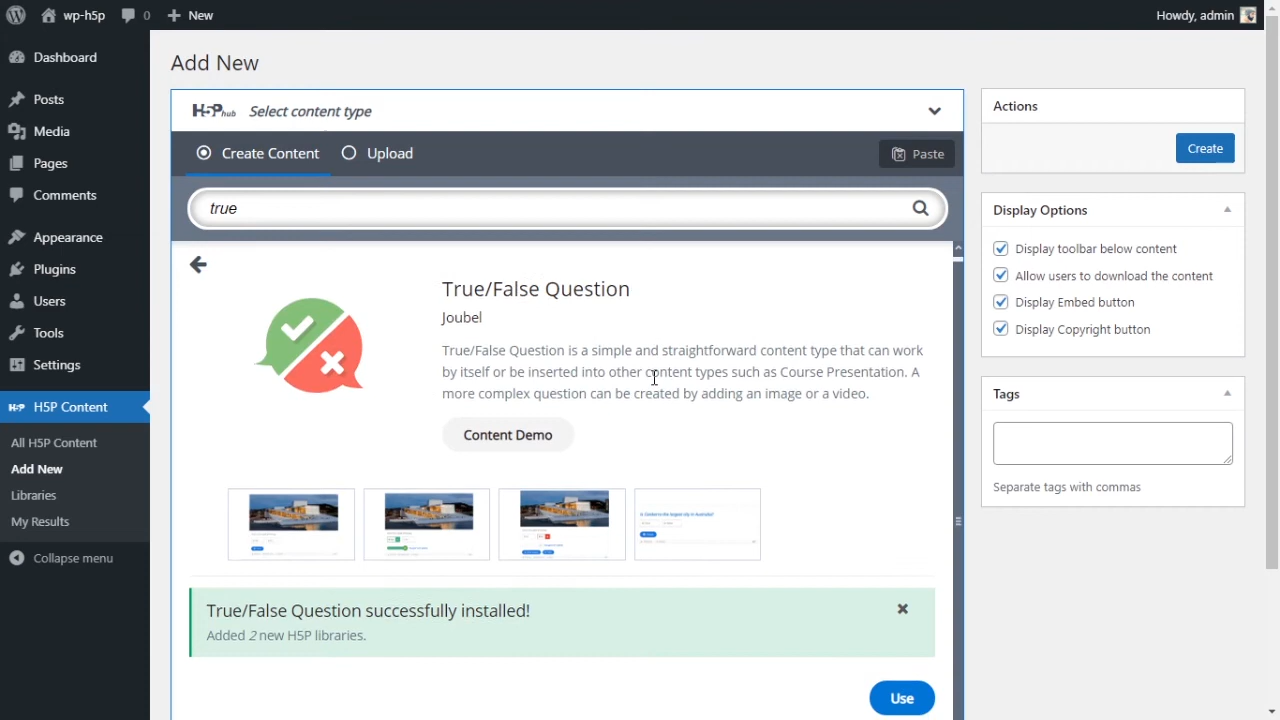 wp-h5p
0
New
Howdy, admin
Dashboard
Posts
Media
Pages
Comments
Appearance
Plugins
Users
Tools
Settings
H5P Content
All H5P Content
Add New
Libraries
My Results
Collapse menu
Add New
H5P hub Select content type
Create Content
Upload
Paste
true
True/False Question
Joubel
True/False Question is a simple and straightforward content type that can work
by itself or be inserted into other content types such as Course Presentation. A
more complex question can be created by adding an image or a video.
Content Demo
True/False Question successfully installed!
Added 2 new H5P libraries.
Use
Actions
Create
Display Options
Display toolbar below content
Allow users to download the content
Display Embed button
Display Copyright button
Tags
Separate tags with commas